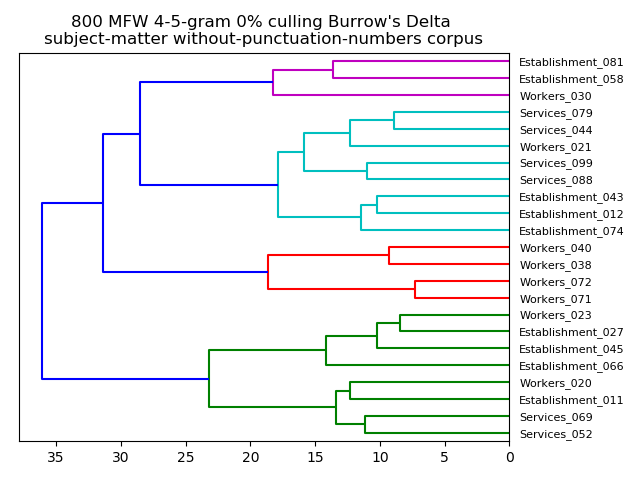 800 MFW 4-5-gram 0% culling Burrow's Delta
subject-matter without-punctuation-numbers corpus
Establishment_081
Establishment_058
Workers_030
Services_079
Services_044
Workers_021
Services_099
Services_088
Establishment_043
Establishment_012
Establishment_074
Workers_040
Workers_038
Workers_072
Workers_071
Workers_023
Establishment_027
Establishment_045
Establishment_066
Workers_020
Establishment_011
Services_069
Services_052
35 30 25 20 15 10 5 0